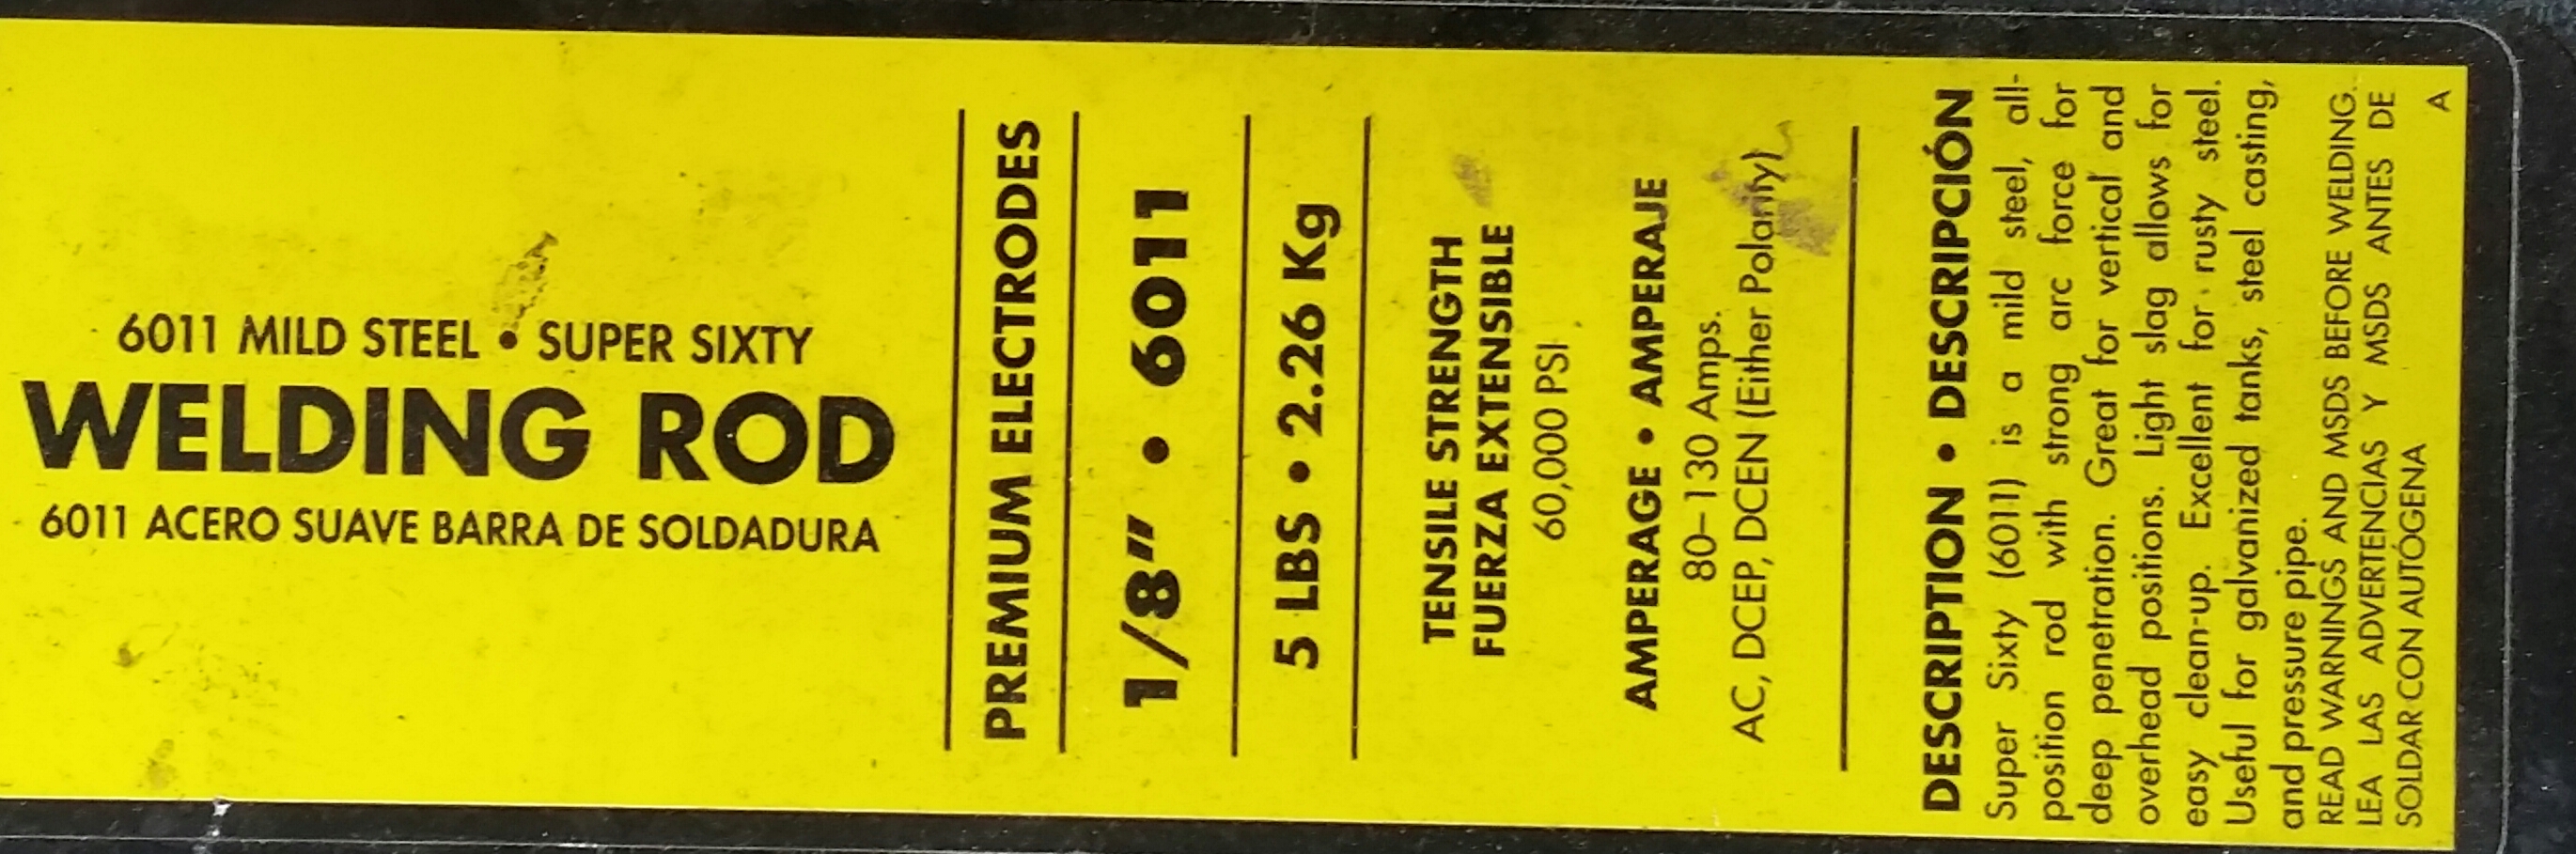 6011 MILD STEEL • SUPER SIXTY
WELDING ROD
6011 ACERO SUAVE BARRA DE SOLDADURA
PREMIUM ELECTRODES
1/8" • 6011
5 LBS • 2.26 Kg
TENSILE STRENGTH
FUERZA EXTENSIBLE
60,000 PSI
AMPERAGE • AMPERAJE
80–130 Amps.
AC, DCEP, DCEN (Either Polarity)
DESCRIPTION • DESCRIPCIÓN
Super Sixty (6011) is a mild steel, all-
position rod with strong arc force for
deep penetration. Great for vertical and
overhead positions. Light slag allows for
easy clean-up. Excellent for rusty steel.
Useful for galvanized tanks, steel casting,
and pressure pipe.
READ WARNINGS AND MSDS BEFORE WELDING.
LEA LAS ADVERTENCIAS Y MSDS ANTES DE
SOLDAR CON AUTÓGENA
A